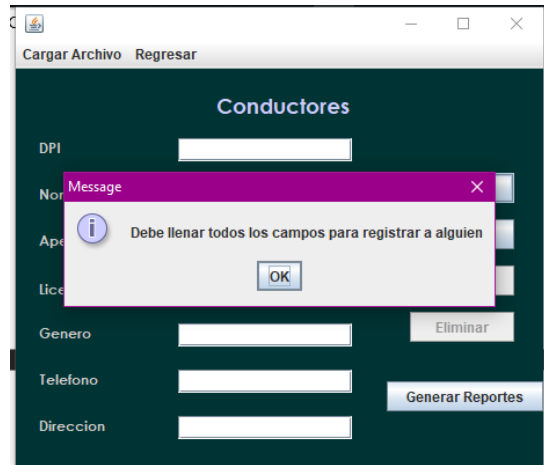 Cargar Archivo Regresar
Conductores
DPI
Message
Debe llenar todos los campos para registrar a alguien
OK
Genero
Eliminar
Telefono
Generar Reportes
Direccion